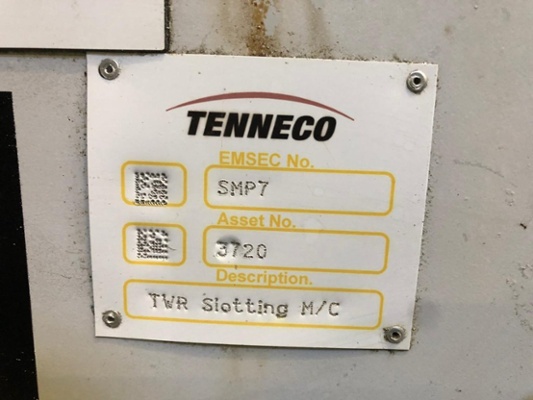 TENNECO
EMSEC No.
SMP7
Asset No.
3720
Description.
TWR Slotting M/C